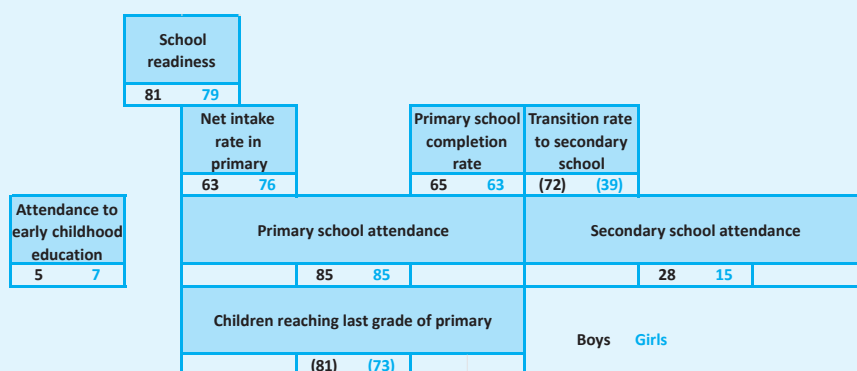 School
readiness
81 79
Net intake
rate in
primary
63 76
Primary school
completion
rate
65 63
Transition rate
to secondary
school
(72) (39)
Attendance to
early childhood
education
5 7
Primary school attendance
85 85
Secondary school attendance
28 15
Children reaching last grade of primary
(81) (73)
Boys Girls